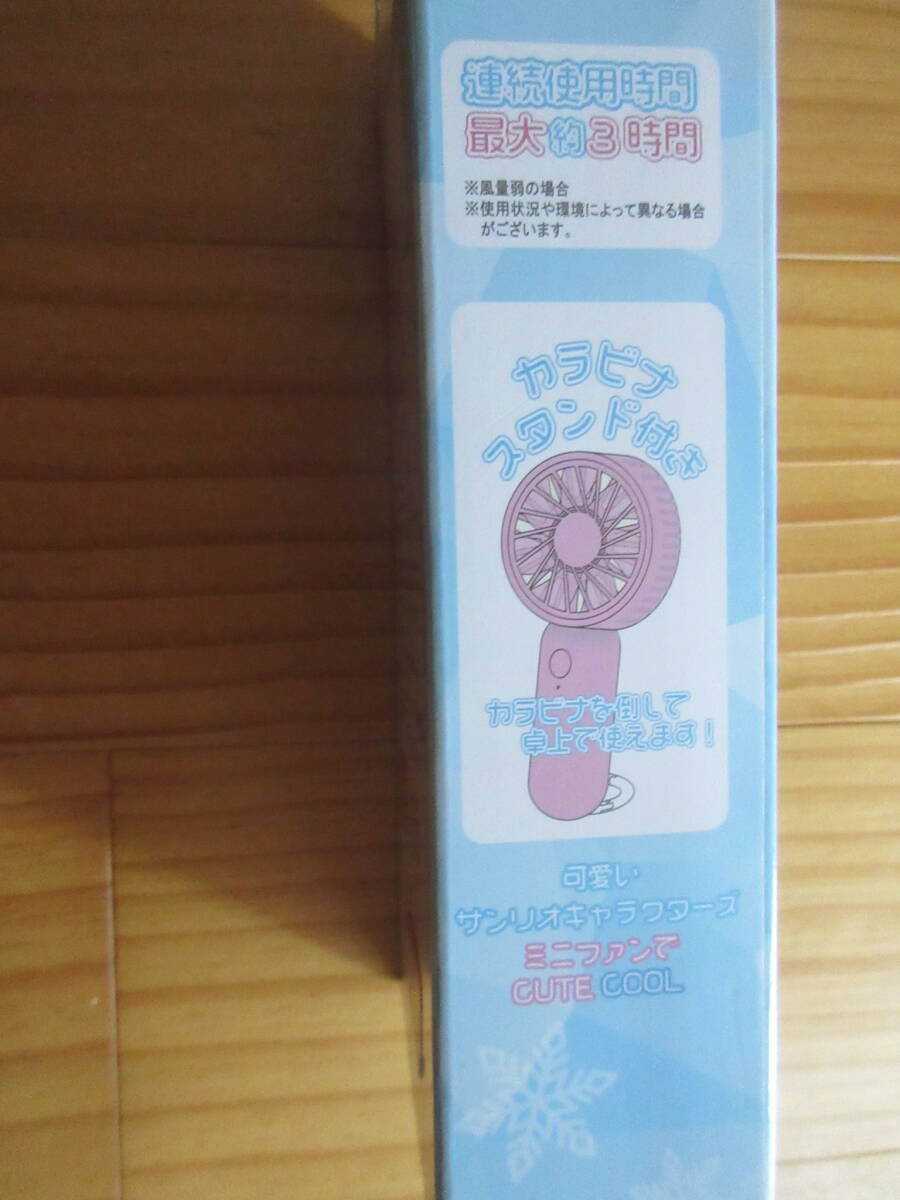 連続使用時間
最大約3時間
※風量弱の場合
※使用状況や環境によって異なる場合
がございます。
カラビナ
スタンド付き
カラビナを倒して
卓上で使えます!
可愛い
サンリオキャラクターズ
ミニファンで
CUTE COOL